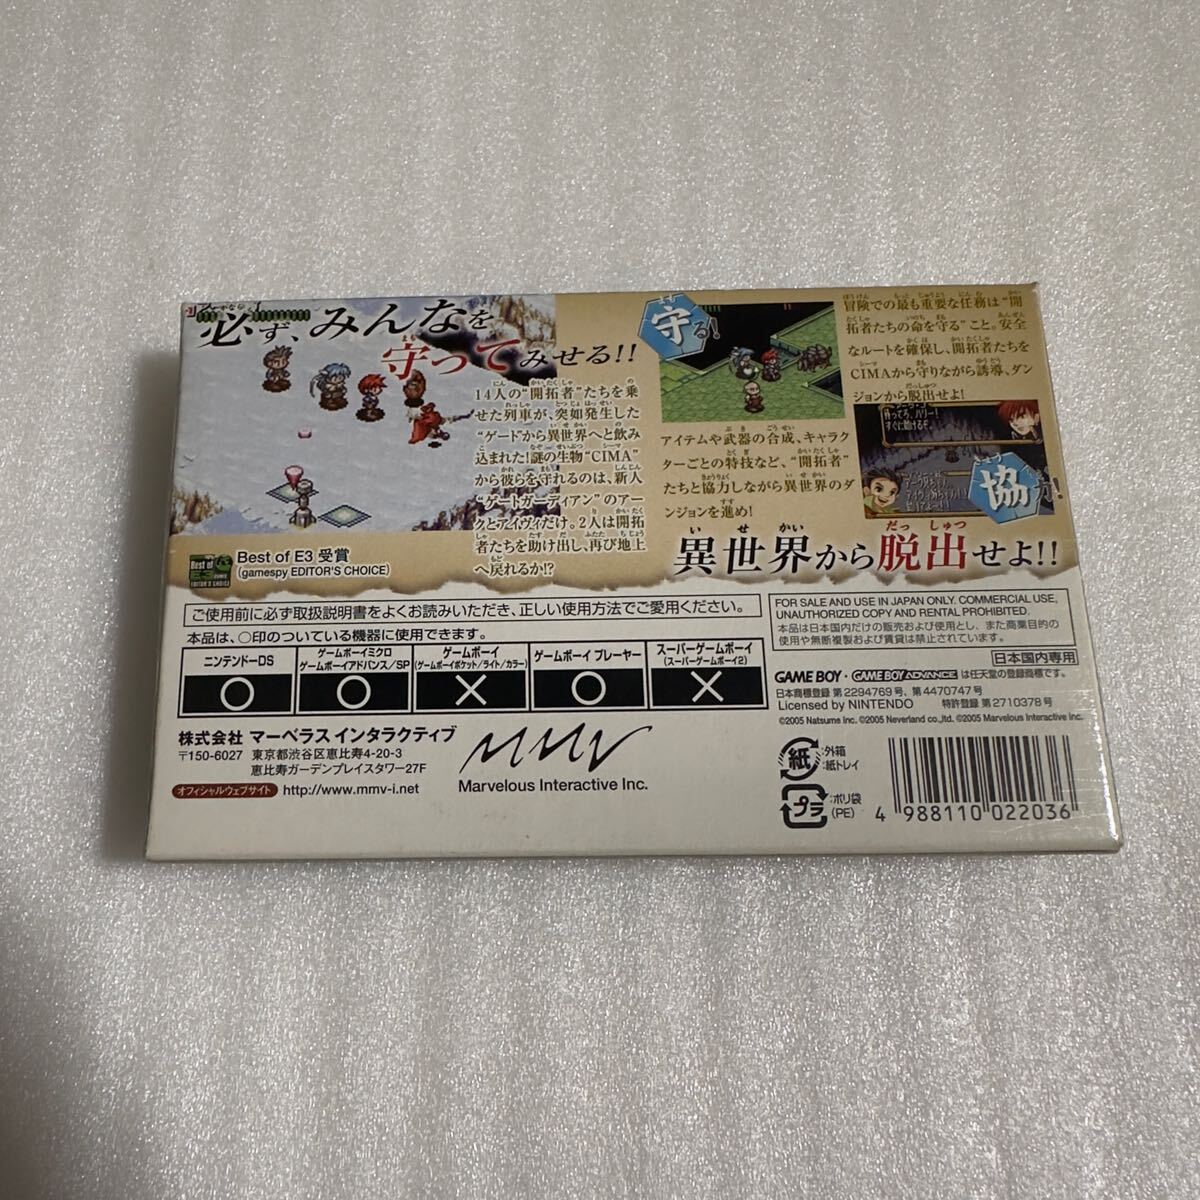 必ず、みんなを
守ってみせる!!
14人の“開拓者”たちを乗
せた列車が、突如発生した
“ゲート”から異世界へと飲み
込まれた!謎の生物“CIMA”
から彼らを守れるのは、新人
“ゲートガーディアン”のアー
クとアイヴィだけ。2人は開拓
者たちを助け出し、再び地上
へ戻れるか!?
Best of E3 受賞
(gamespy EDITOR'S CHOICE)
Best of
E3
EDITOR'S CHOICE
守る!
冒険での最も重要な任務は“開
拓者たちの命を守る”こと。安全
なルートを確保し、開拓者たちを
CIMAから守りながら誘導、ダン
ジョンから脱出せよ!
アイテムや武器の合成、キャラク
ターごとの特技など、“開拓者”
たちと協力しながら異世界のダ
ンジョンを進め!
待ってろ、ハリー!
すぐに助けるぞ。
協力!
異世界から脱出せよ!!
ご使用前に必ず取扱説明書をよくお読みいただき、正しい使用方法でご愛用ください。
本品は、○印のついている機器に使用できます。
ニンテンドーDS
ゲームボーイミクロ
ゲームボーイアドバンス/SP
ゲームボーイ
(ゲームボーイポケット/ライト/カラー)
ゲームボーイ プレーヤー
スーパーゲームボーイ
(スーパーゲームボーイ2)
○ ○ × ○ ×
FOR SALE AND USE IN JAPAN ONLY. COMMERCIAL USE,
UNAUTHORIZED COPY AND RENTAL PROHIBITED.
本品は日本国内だけの販売および使用とし、また商業目的の
使用や無断複製および賃貸は禁止されています。
日本国内専用
GAME BOY・GAME BOY ADVANCE は任天堂の登録商標です。
日本商標登録 第2294769号、第4470747号
Licensed by NINTENDO 特許登録 第2710378号
©2005 Natsume Inc. ©2005 Neverland co.,ltd. ©2005 Marvelous Interactive Inc.
株式会社 マーベラス インタラクティブ
〒150-6027 東京都渋谷区恵比寿4-20-3
恵比寿ガーデンプレイスタワー27F
オフィシャルウェブサイト http://www.mmv-i.net
MMV
Marvelous Interactive Inc.
紙 :外箱
:紙トレイ
プラ :ポリ袋
(PE)
4 988110 022036